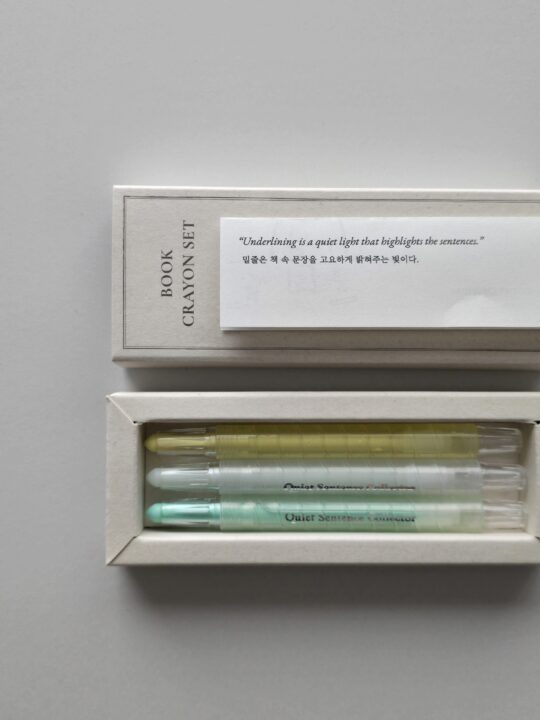 BOOK
CRAYON SET
“Underlining is a quiet light that highlights the sentences.”
밑줄은 책 속 문장을 고요하게 밝혀주는 빛이다.
Quiet Sentence Collector
Quiet Sentence Collector